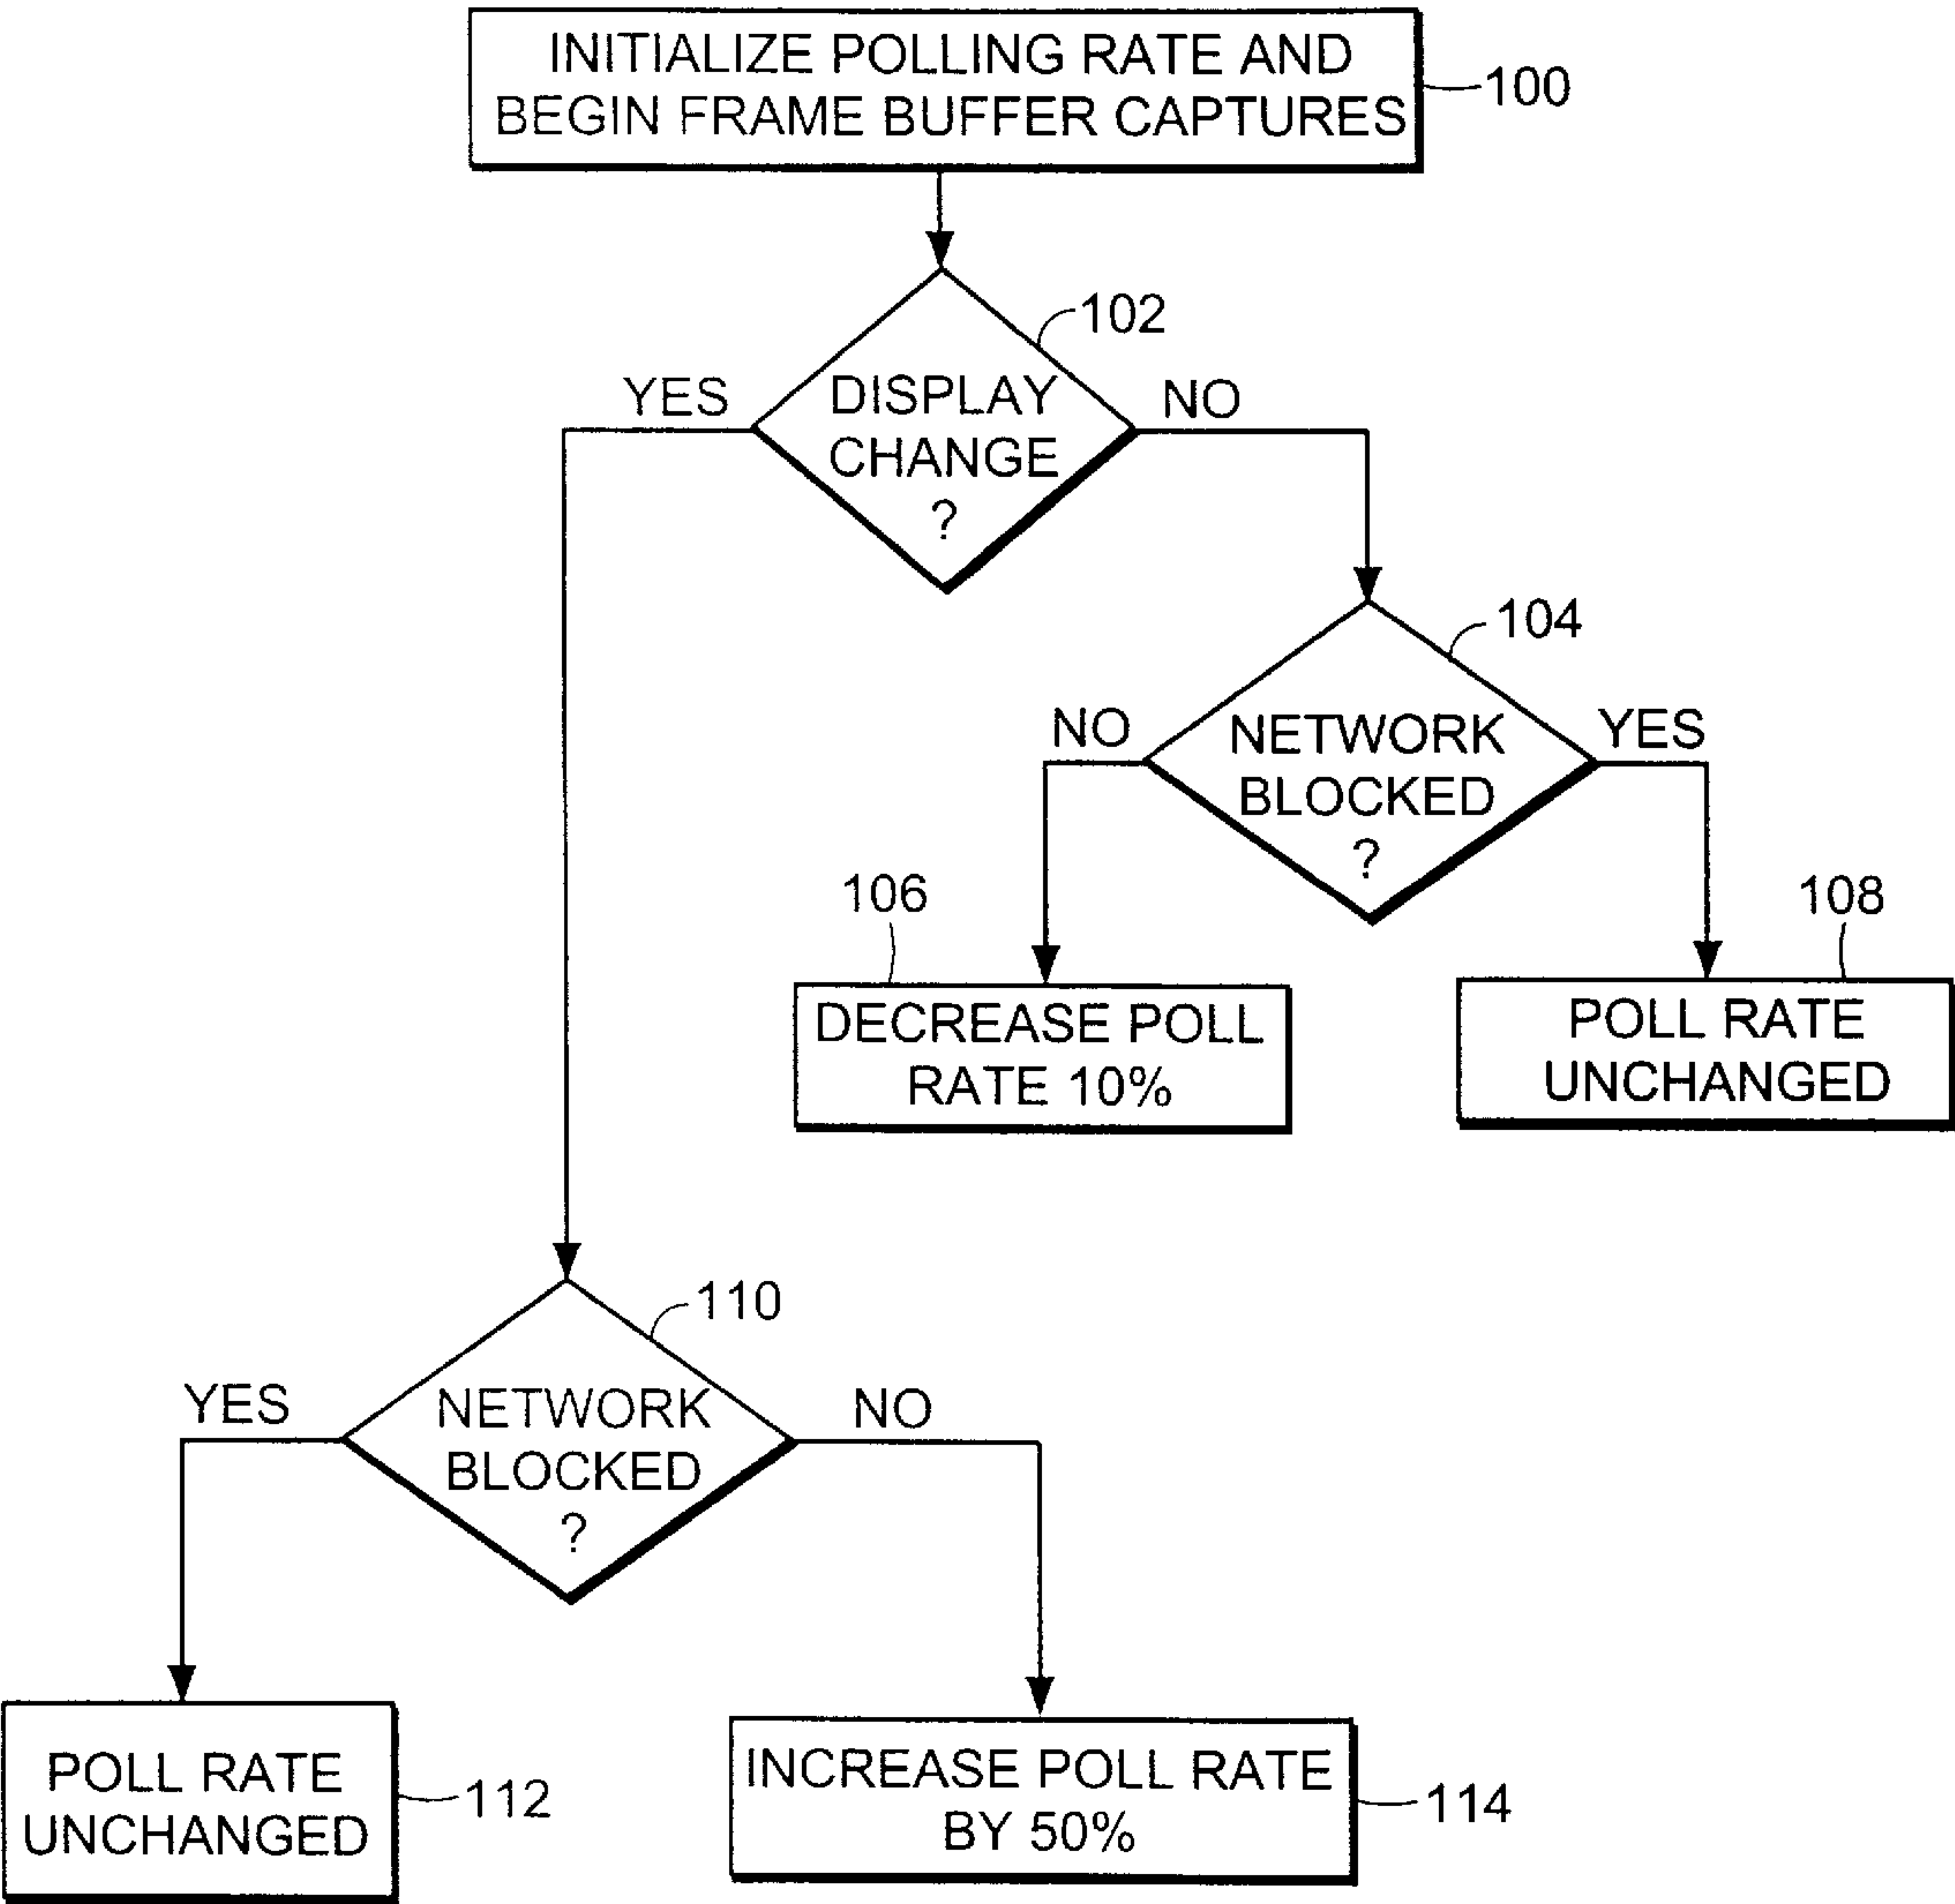 INITIALIZE POLLING RATE AND
BEGIN FRAME BUFFER CAPTURES
100
102
YES
DISPLAY
CHANGE
?
NO
104
NO
NETWORK
BLOCKED
?
YES
106
108
DECREASE POLL
RATE 10%
POLL RATE
UNCHANGED
110
YES
NETWORK
BLOCKED
?
NO
POLL RATE
UNCHANGED
112
INCREASE POLL RATE
BY 50%
114